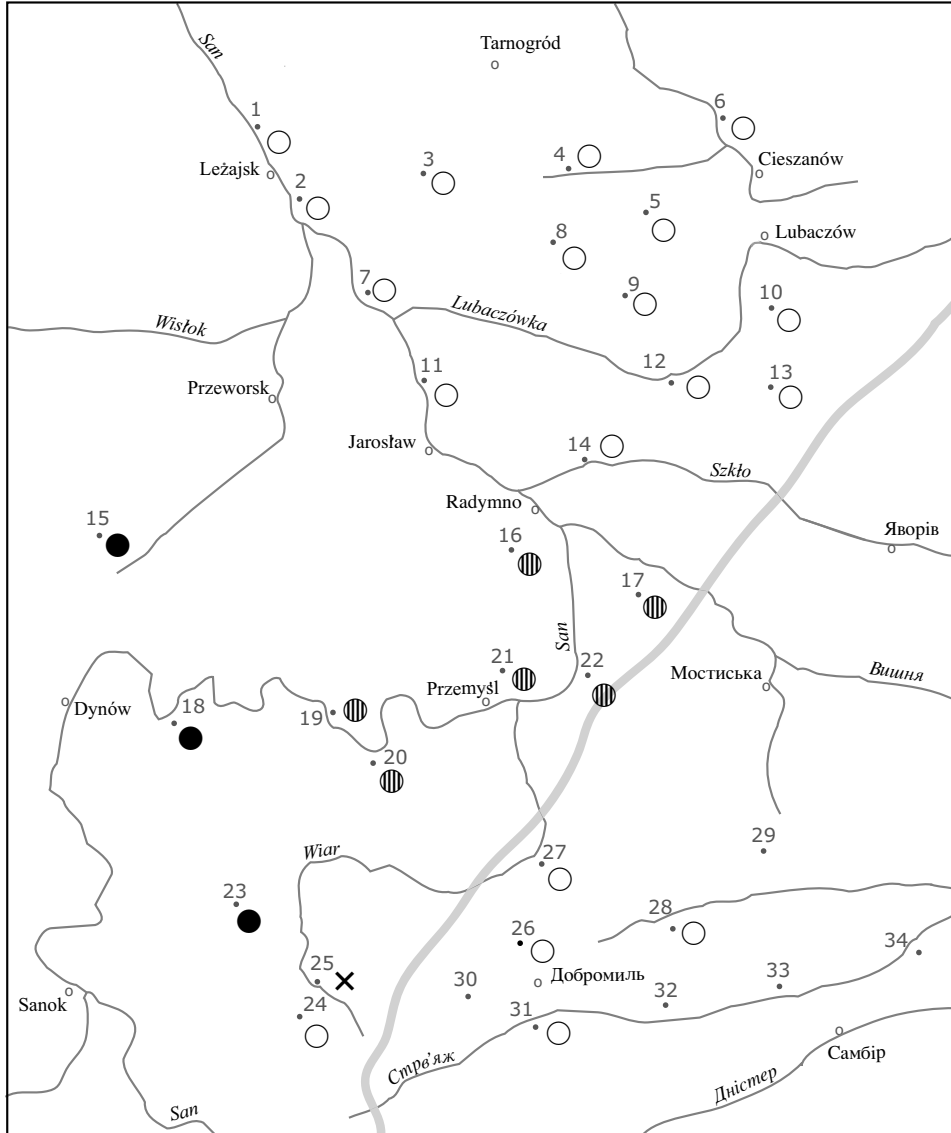 San
Tarnogród
6
1
4
3
Cieszanów
Leżajsk
2
5
8
Lubaczów
7
9
10
Lubaczówka
Wisłok
11
12
13
Przeworsk
14
Jarosław
Szkło
Radymno
15
16
Яворів
17
San
21
22
Przemyśl
Мостиська
Вишня
Dynów
18
19
20
29
Wiar
27
23
28
26
34
25
30
Добромиль
33
Sanok
24
32
31
Самбір
Стрв'яж
Дністер
San